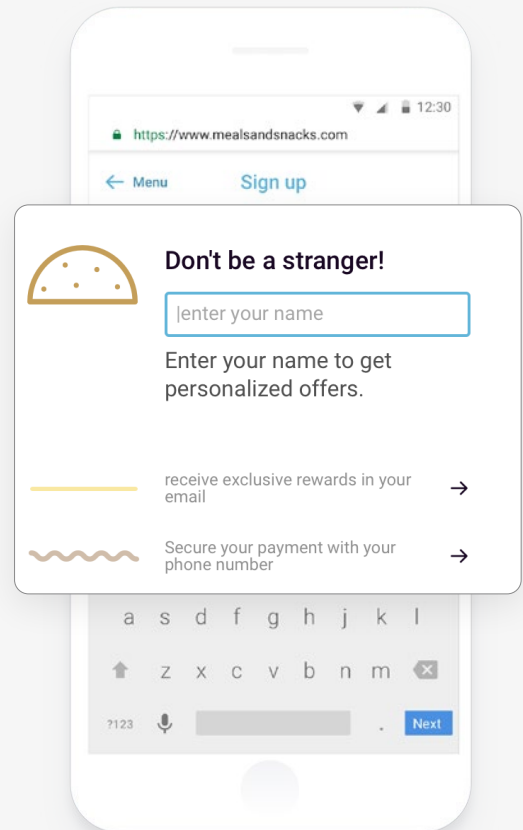 12:30
https://www.mealsandsnacks.com
Menu Sign up
Don't be a stranger!
enter your name
Enter your name to get
personalized offers.
receive exclusive rewards in your
email
Secure your payment with your
phone number
a s d f g h j k l
z x c v b n m
?123 . Next